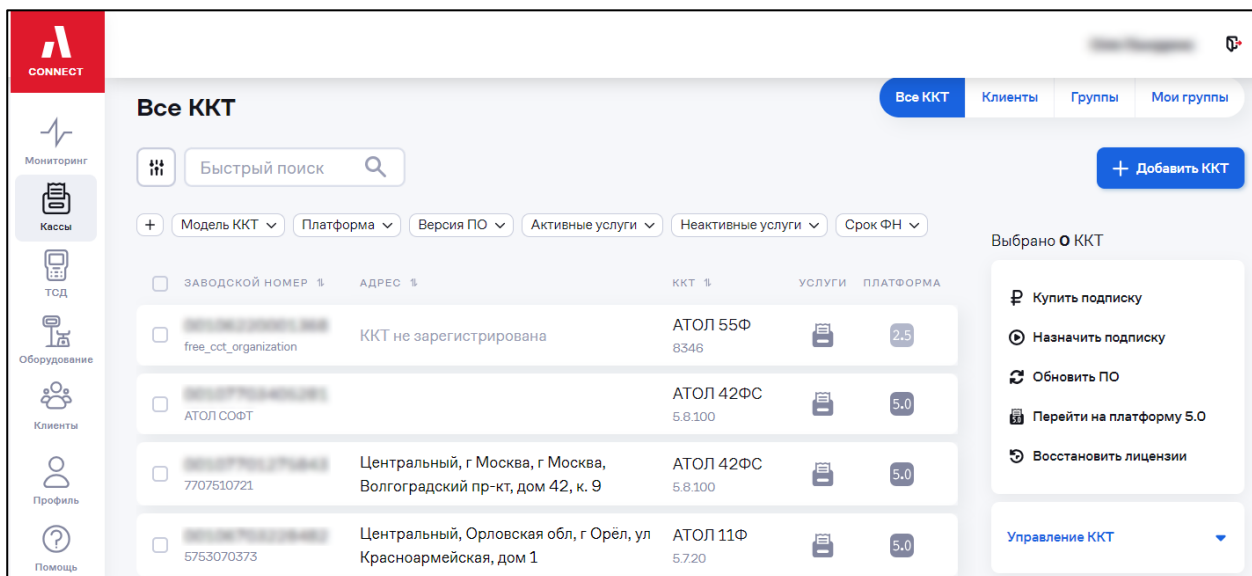 CONNECT
Мониторинг
Кассы
ТСД
Оборудование
Клиенты
Профиль
Помощь
Все ККТ
Все ККТ Клиенты Группы Мои группы
Быстрый поиск
+ Добавить ККТ
+ Модель ККТ Платформа Версия ПО Активные услуги Неактивные услуги Срок ФН
ЗАВОДСКОЙ НОМЕР АДРЕС ККТ УСЛУГИ ПЛАТФОРМА
free_cct_organization
ККТ не зарегистрирована
АТОЛ 55Ф
8346
2.5
АТОЛ СОФТ
АТОЛ 42ФС
5.8.100
5.0
7707510721
Центральный, г Москва, г Москва,
Волгоградский пр-кт, дом 42, к. 9
АТОЛ 42ФС
5.8.100
5.0
5753070373
Центральный, Орловская обл, г Орёл, ул
Красноармейская, дом 1
АТОЛ 11Ф
5.7.20
5.0
Выбрано 0 ККТ
₽ Купить подписку
Назначить подписку
Обновить ПО
5.0 Перейти на платформу 5.0
Восстановить лицензии
Управление ККТ